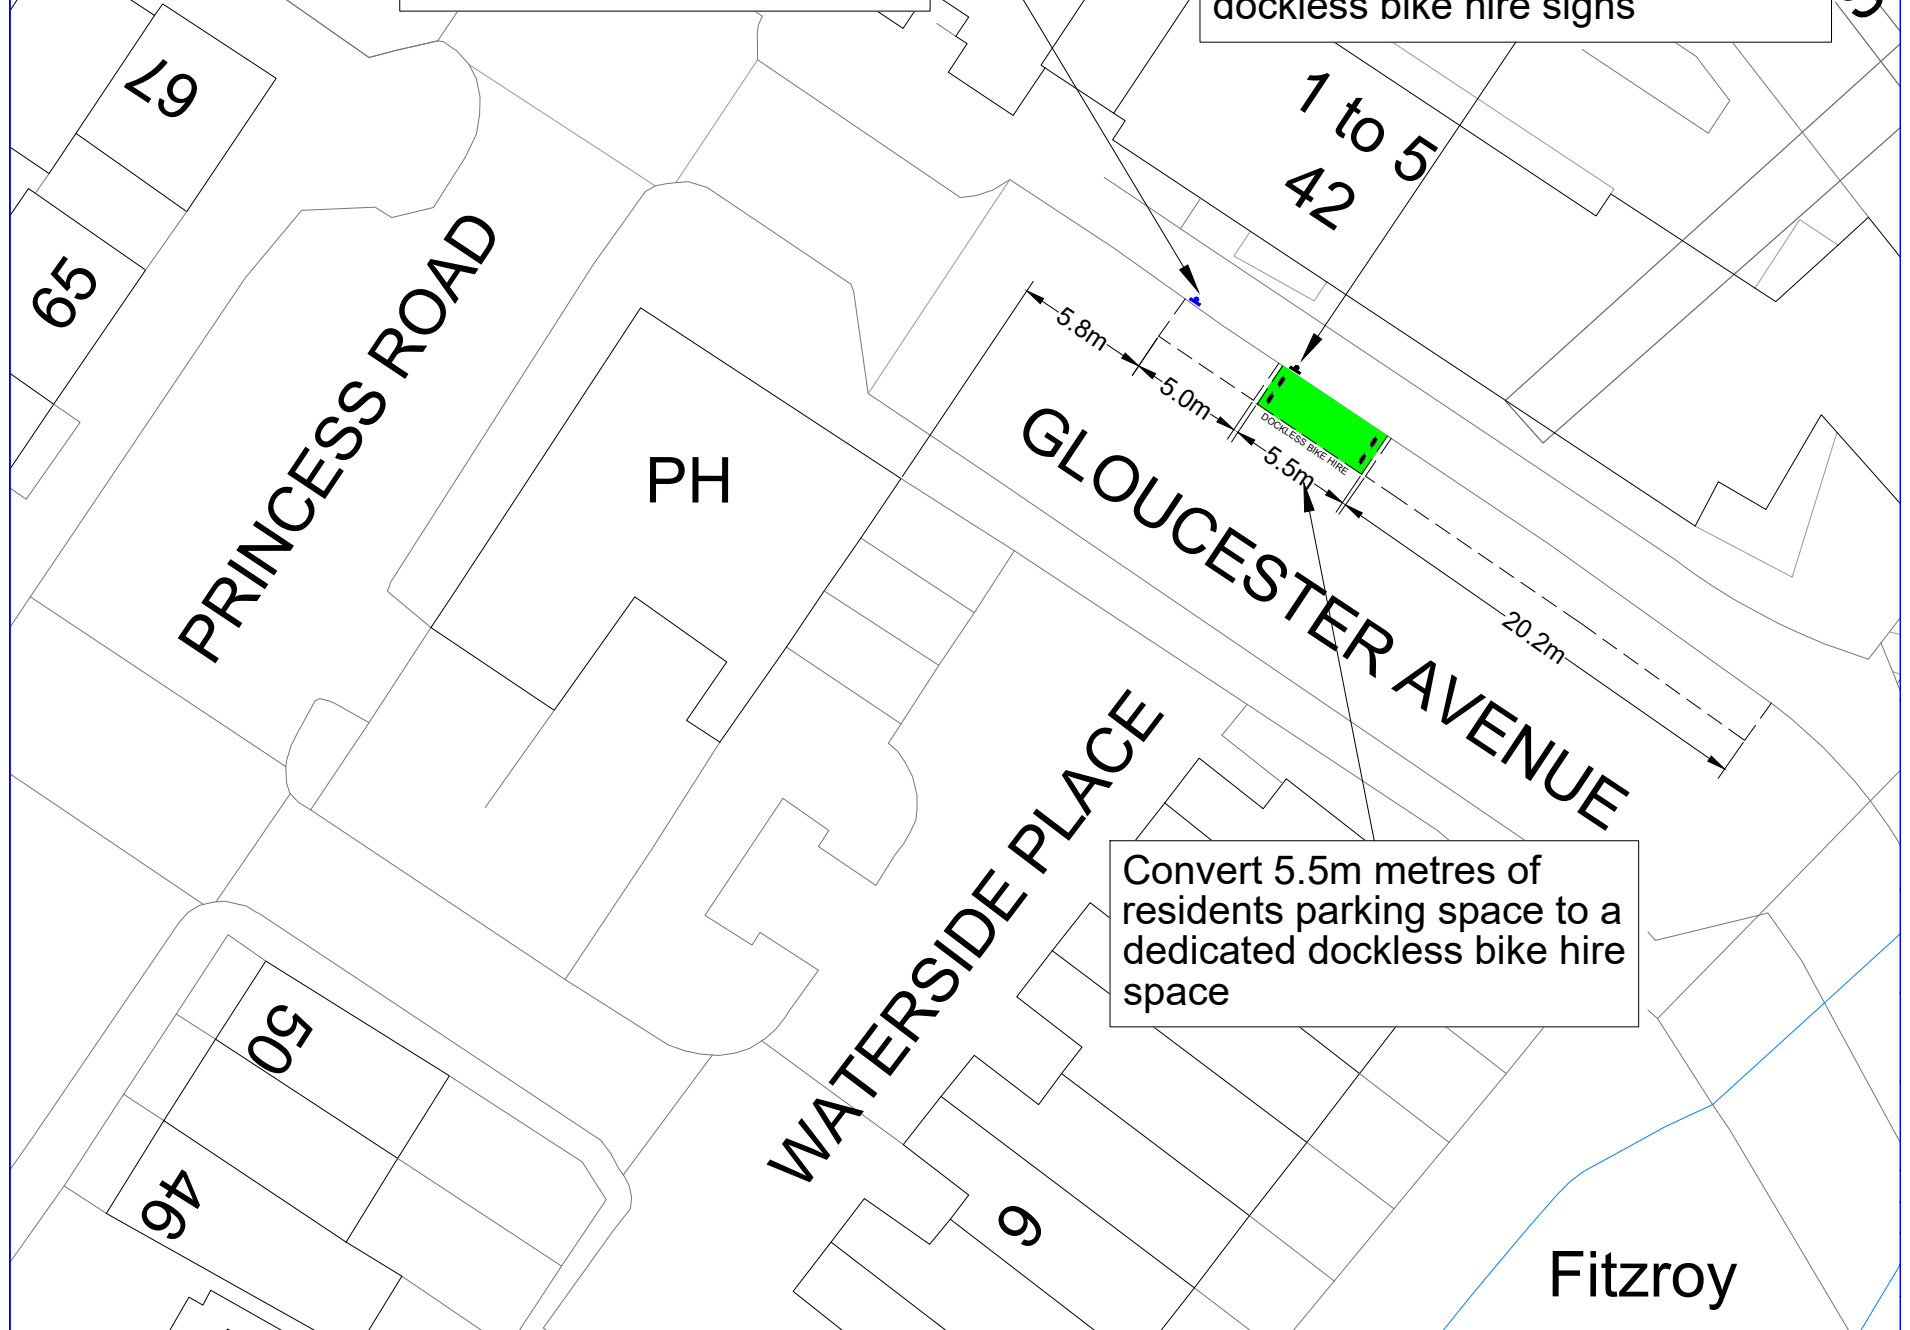 dockless bike hire signs
67
1 to 5
42
65
PRINCESS ROAD
5.8m
5.0m
DOCKLESS BIKE HIRE
5.5m
PH
GLOUCESTER AVENUE
20.2m
WATERSIDE PLACE
Convert 5.5m metres of
residents parking space to a
dedicated dockless bike hire
space
50
46
9
Fitzroy